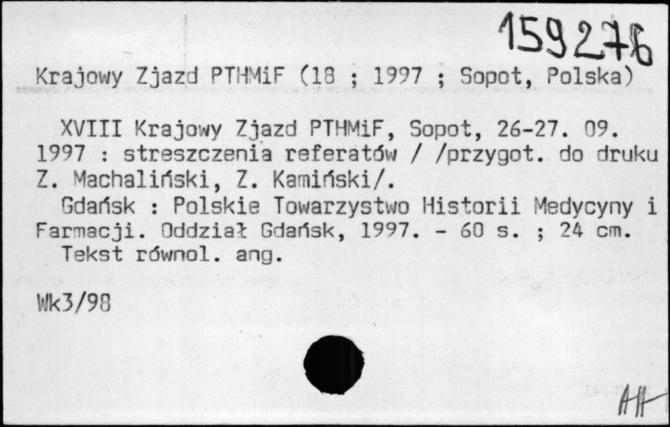 159276
Krajowy Zjazd PTHMiF (18 ; 1997 ; Sopot, Polska)
XVIII Krajowy Zjazd PTHMiF, Sopot, 26-27. 09.
1997 : streszczenia referatów / /przygot. do druku
Z. Machaliński, Z. Kamiński/.
Gdańsk : Polskie Towarzystwo Historii Medycyny i
Farmacji. Oddział Gdańsk, 1997. - 60 s. ; 24 cm.
Tekst równol. ang.
Wk3/98